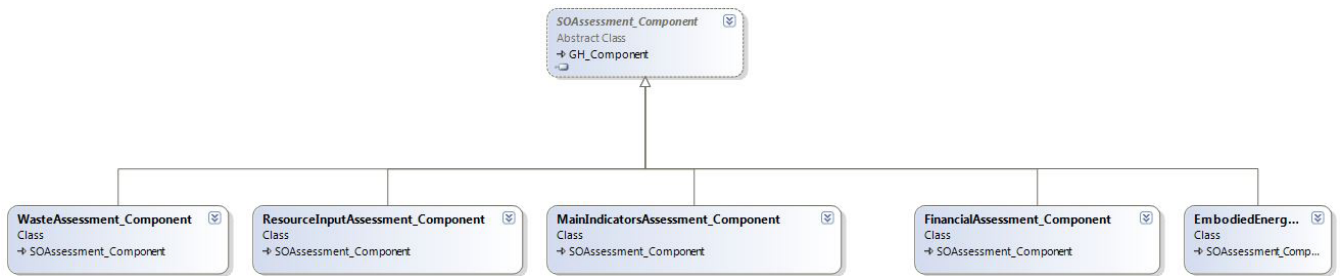 SOAssessment_Component
Abstract Class
GH_Component
WasteAssessment_Component
Class
SOAssessment_Component
ResourceInputAssessment_Component
Class
SOAssessment_Component
MainIndicatorsAssessment_Component
Class
SOAssessment_Component
FinancialAssessment_Component
Class
SOAssessment_Component
EmbodiedEnerg...
Class
SOAssessment_Comp...